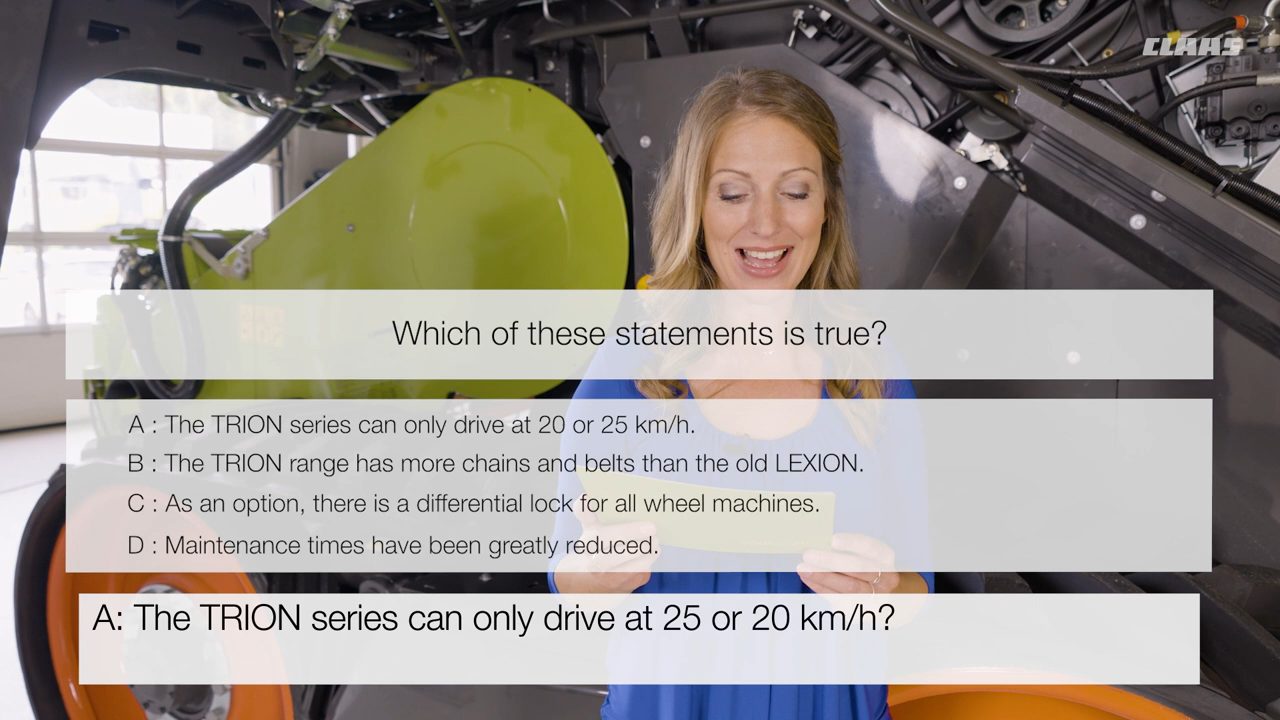 CLAAS
Which of these statements is true?
A : The TRION series can only drive at 20 or 25 km/h.
B : The TRION range has more chains and belts than the old LEXION.
C : As an option, there is a differential lock for all wheel machines.
D : Maintenance times have been greatly reduced.
A: The TRION series can only drive at 25 or 20 km/h?